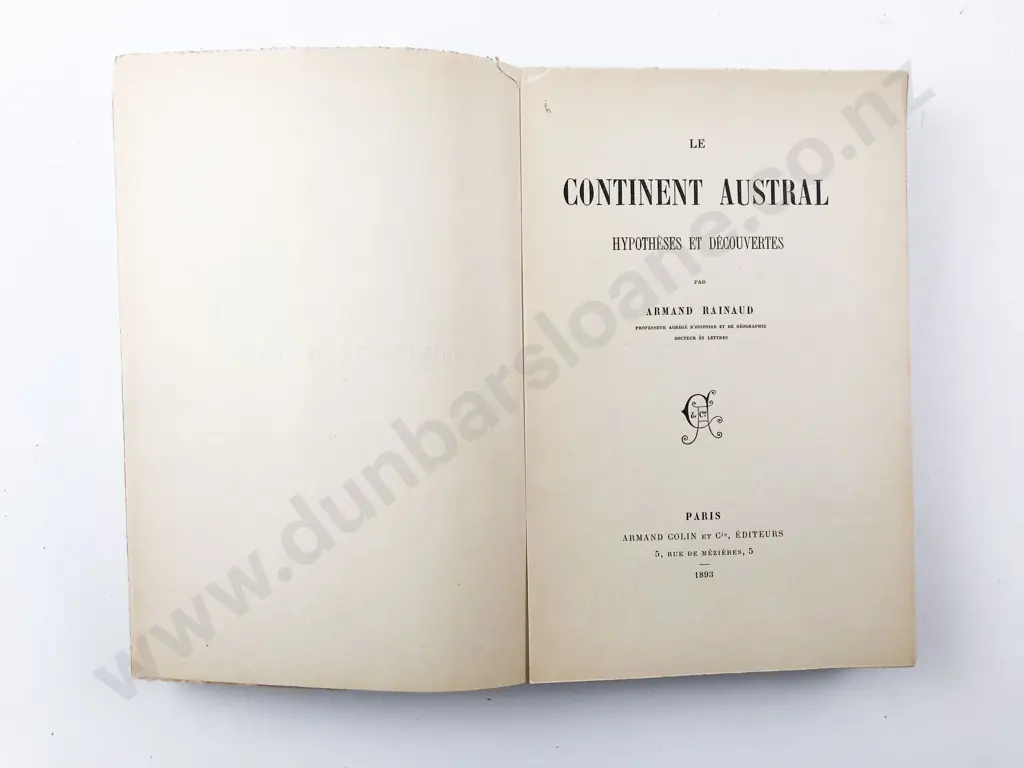 LE
CONTINENT AUSTRAL
HYPOTHÈSES ET DÉCOUVERTES
PAR
ARMAND RAINAUD
PROFESSEUR AGRÉGÉ D'HISTOIRE ET DE GÉOGRAPHIE
DOCTEUR ÈS LETTRES
C & Cie
PARIS
ARMAND COLIN ET Cie, ÉDITEURS
5, RUE DE MÉZIÈRES, 5
1893
www.dunbarsloane.co.nz